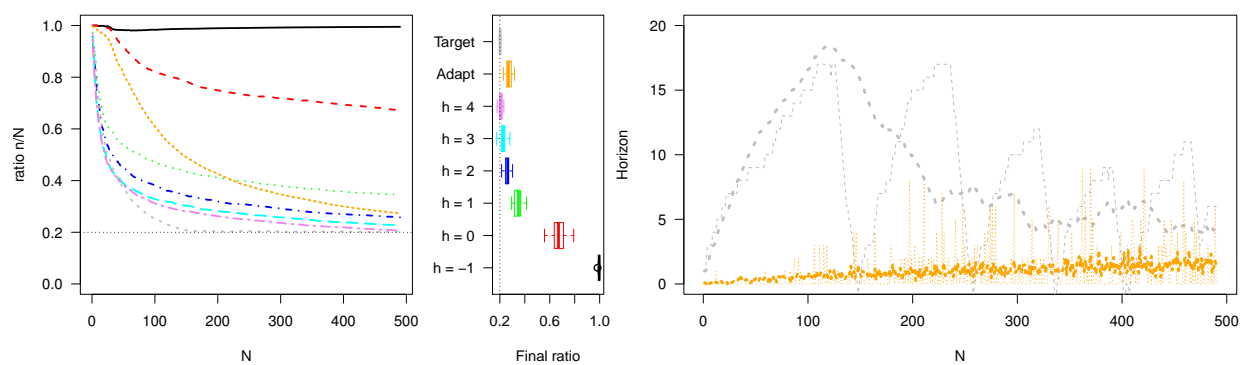 ratio n/N
1.0
0.8
0.6
0.4
0.2
0.0
0 100 200 300 400 500
N
Target
Adapt
h = 4
h = 3
h = 2
h = 1
h = 0
h = −1
0.2 0.6 1.0
Final ratio
Horizon
20
15
10
5
0
0 100 200 300 400 500
N